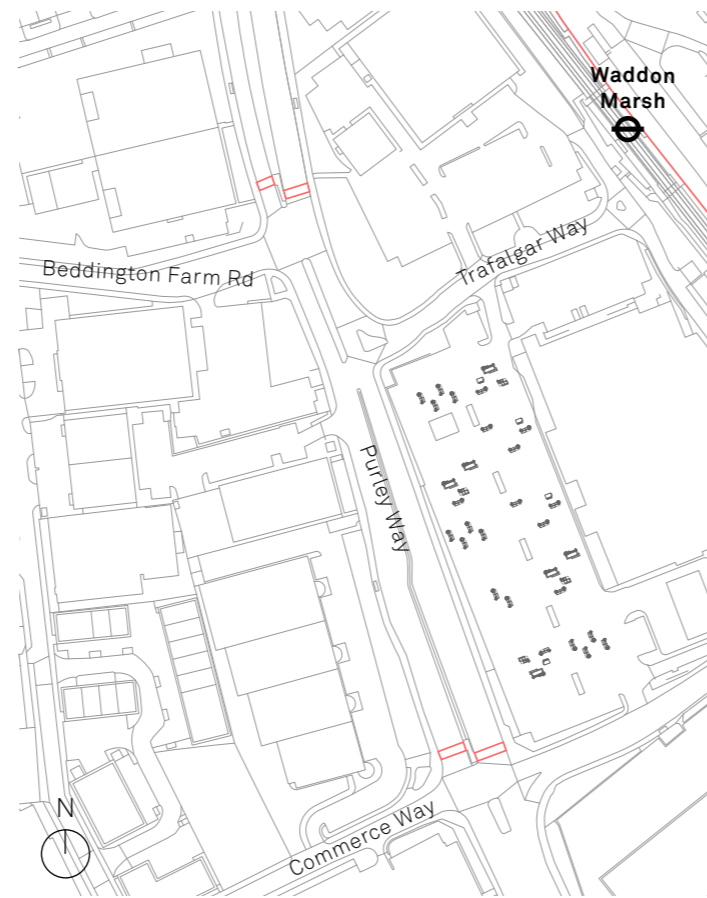 Waddon
Marsh
Trafalgar Way
Beddington Farm Rd
Purley Way
Commerce Way
N